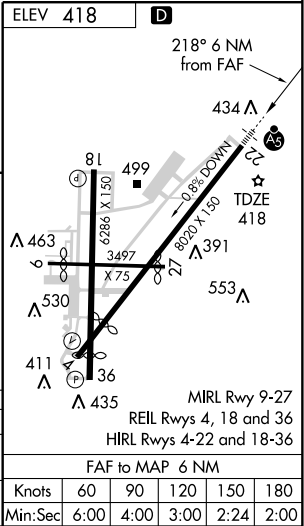 ELEV 418
D
218° 6 NM
from FAF
434
A5
18
499
22
P
0.8% DOWN
TDZE
418
6286 X 150
8020 X 150
463
391
9
3497
X 75
27
553
530
V
4
411
P
36
435
MIRL Rwy 9-27
REIL Rwys 4, 18 and 36
HIRL Rwys 4-22 and 18-36
FAF to MAP 6 NM
Knots 60 90 120 150 180
Min:Sec 6:00 4:00 3:00 2:24 2:00